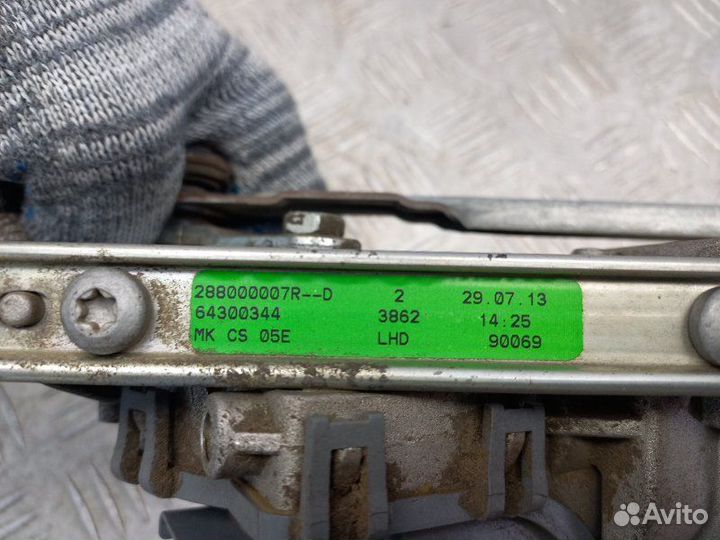 288000007R--D 2 29.07.13
64300344 3862 14:25
MK CS 05E LHD 90069
Avito